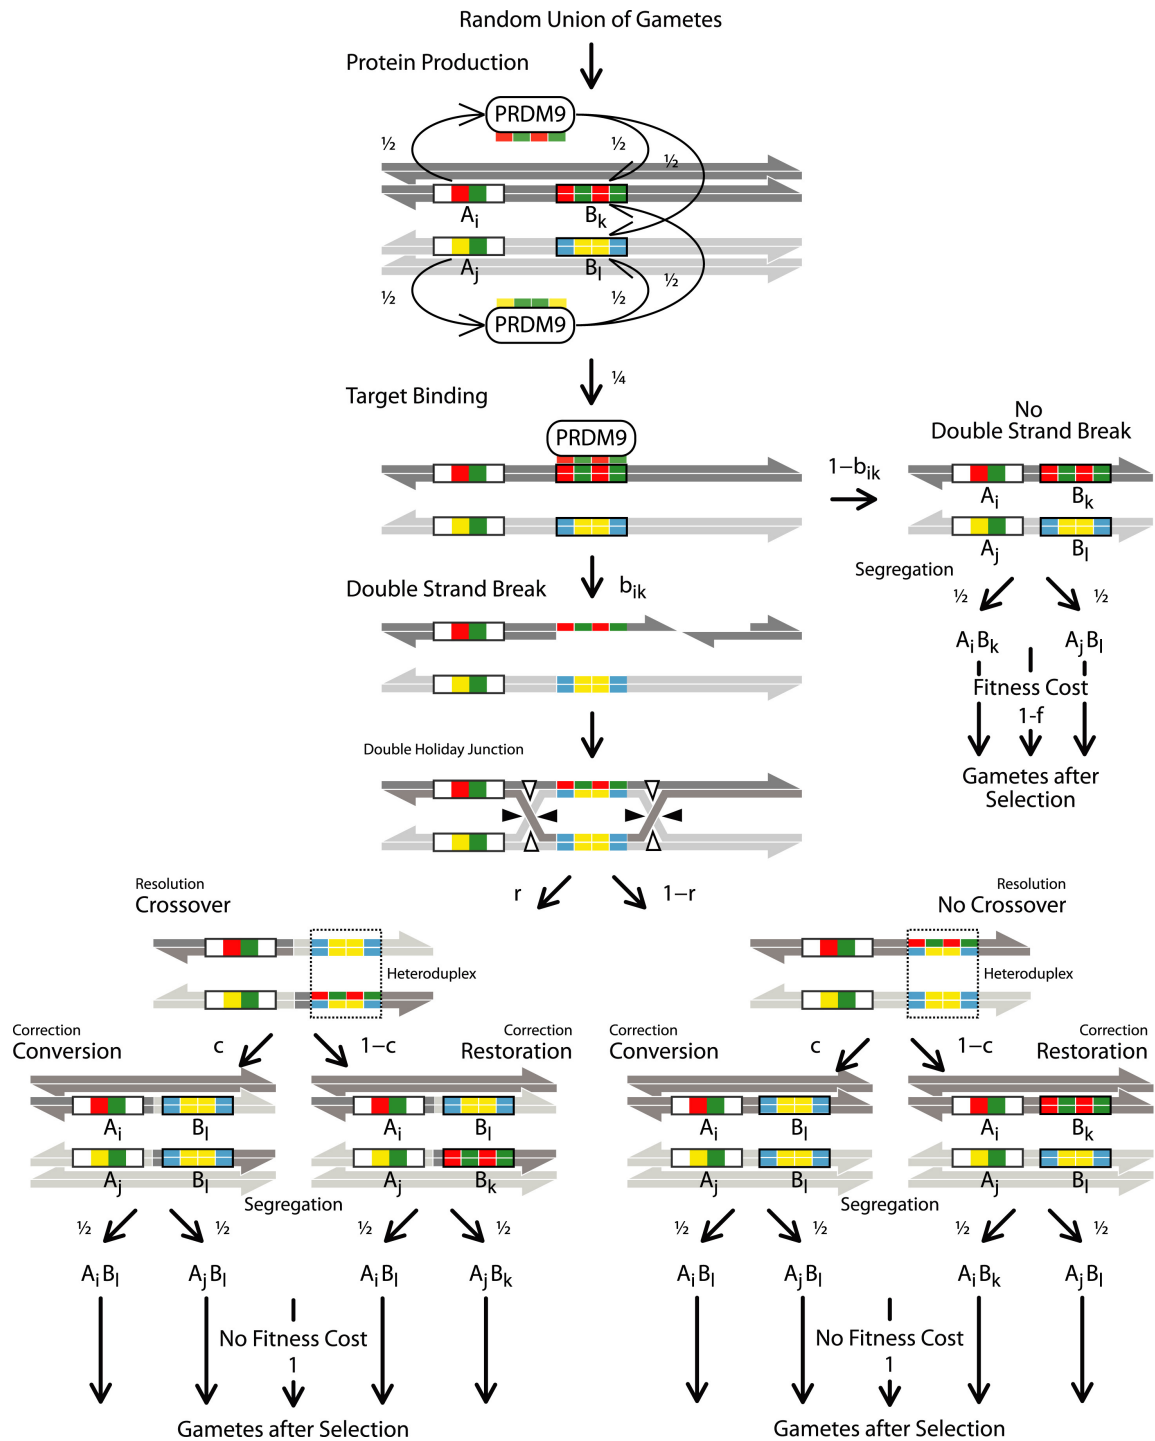 Random Union of Gametes
Protein Production
PRDM9
½ ½ ½
Ai Bk
Aj Bl
½ ½ ½
PRDM9
¼
Target Binding
PRDM9
No
Double Strand Break
1−bik
Ai Bk
Aj Bl
Segregation
½ ½
AiBk AjBl
Fitness Cost
1-f
Gametes after
Selection
bik
Double Strand Break
Double Holiday Junction
r 1−r
Resolution
Crossover
Heteroduplex
Resolution
No Crossover
Heteroduplex
Correction
Conversion
c 1−c
Correction
Restoration
Correction
Conversion
c 1−c
Correction
Restoration
Ai Bl
Aj Bl
Ai Bl
Aj Bk
Ai Bl
Aj Bl
Ai Bk
Aj Bl
Segregation
Segregation
½ ½ ½ ½ ½ ½ ½ ½
AiBl AjBl AiBl AjBk AiBl AjBl AiBk AjBl
No Fitness Cost
1
No Fitness Cost
1
Gametes after Selection
Gametes after Selection